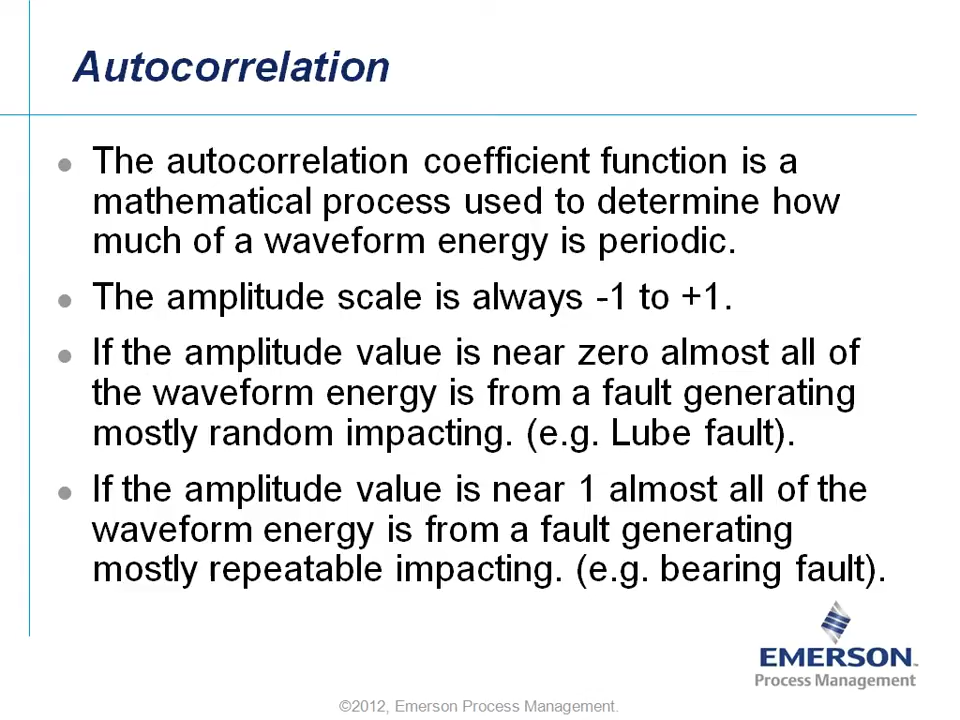 Autocorrelation
● The autocorrelation coefficient function is a
mathematical process used to determine how
much of a waveform energy is periodic.
● The amplitude scale is always -1 to +1.
● If the amplitude value is near zero almost all of
the waveform energy is from a fault generating
mostly random impacting. (e.g. Lube fault).
● If the amplitude value is near 1 almost all of the
waveform energy is from a fault generating
mostly repeatable impacting. (e.g. bearing fault).
EMERSON™
Process Management
©2012, Emerson Process Management.